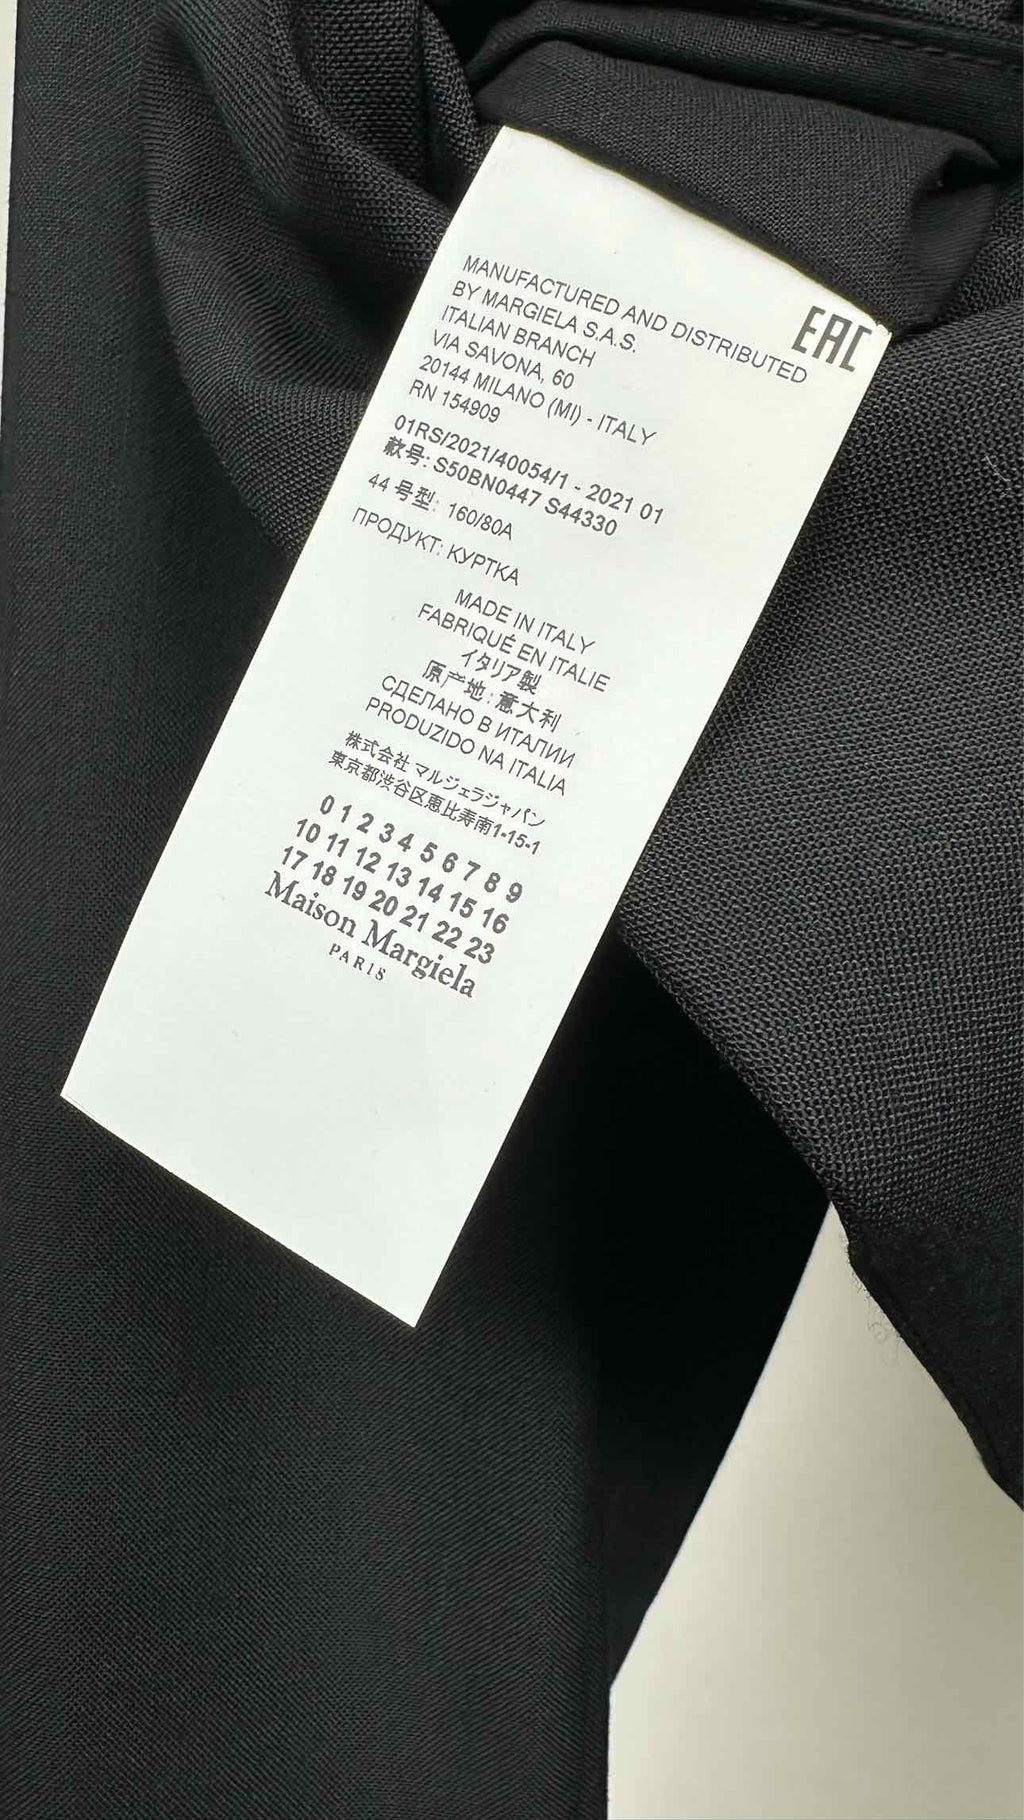 EAC
MANUFACTURED AND DISTRIBUTED
BY MARGIELA S.A.S.
ITALIAN BRANCH
VIA SAVONA, 60
20144 MILANO (MI) - ITALY
RN 154909
01RS/2021/40054/1 - 2021 01
款号: S50BN0447 S44330
44 号型: 160/80A
ПРОДУКТ: КУРТКА
MADE IN ITALY
FABRIQUÉ EN ITALIE
イタリア製
原产地: 意大利
СДЕЛАНО В ИТАЛИИ
PRODUZIDO NA ITALIA
株式会社 マルジェラジャパン
東京都渋谷区恵比寿南1-15-1
0 1 2 3 4 5 6 7 8 9
10 11 12 13 14 15 16
17 18 19 20 21 22 23
Maison Margiela
PARIS